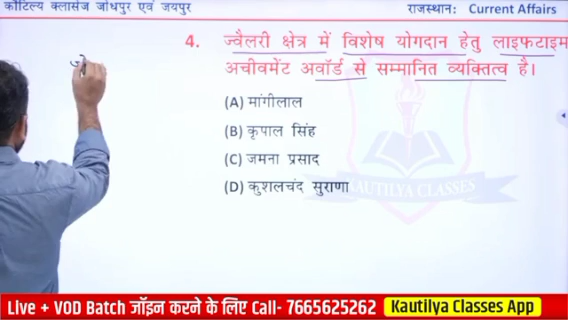 कौटिल्य क्लासेज जोधपुर एवं जयपुर
राजस्थान: Current Affairs
4. ज्वैलरी क्षेत्र में विशेष योगदान हेतु लाइफटाइम
अचीवमेंट अवॉर्ड से सम्मानित व्यक्तित्व है।
(A) मांगीलाल
(B) कृपाल सिंह
(C) जमना प्रसाद
(D) कुशलचंद सुराणा
KAUTILYA CLASSES
Live + VOD Batch जॉइन करने के लिए Call- 7665625262 Kautilya Classes App